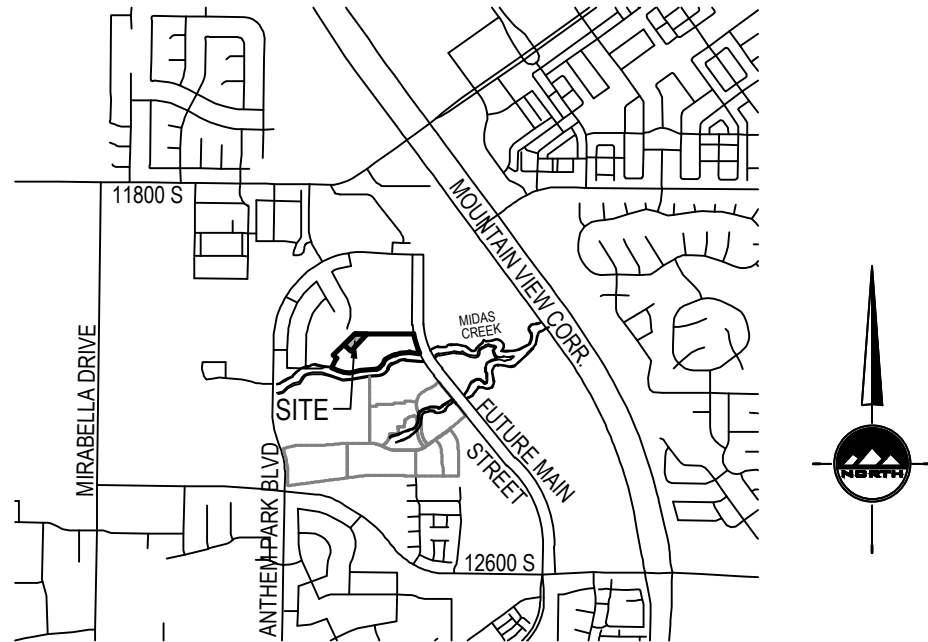 11800 S
MOUNTAIN VIEW CORR.
MIDAS
CREEK
MIRABELLA DRIVE
SITE
FUTURE MAIN
STREET
ANTHEM PARK BLVD
12600 S
NORTH